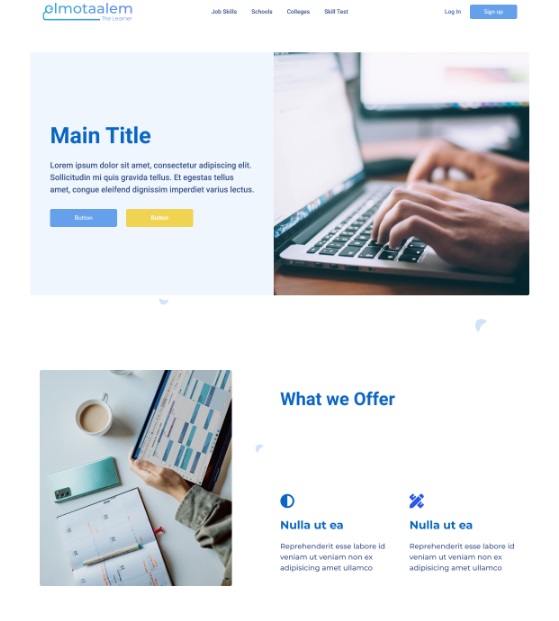 elmotaalem
The Learner
Job Skills Schools Colleges Skill Test
Log In Sign up
Main Title
Lorem ipsum dolor sit amet, consectetur adipiscing elit.
Sollicitudin mi quis gravida tellus. Et egestas tellus
amet, congue eleifend dignissim imperdiet varius lectus.
Button Button
What we Offer
Nulla ut ea
Reprehenderit esse labore id
veniam ut veniam non ex
adipisicing amet ullamco
Nulla ut ea
Reprehenderit esse labore id
veniam ut veniam non ex
adipisicing amet ullamco